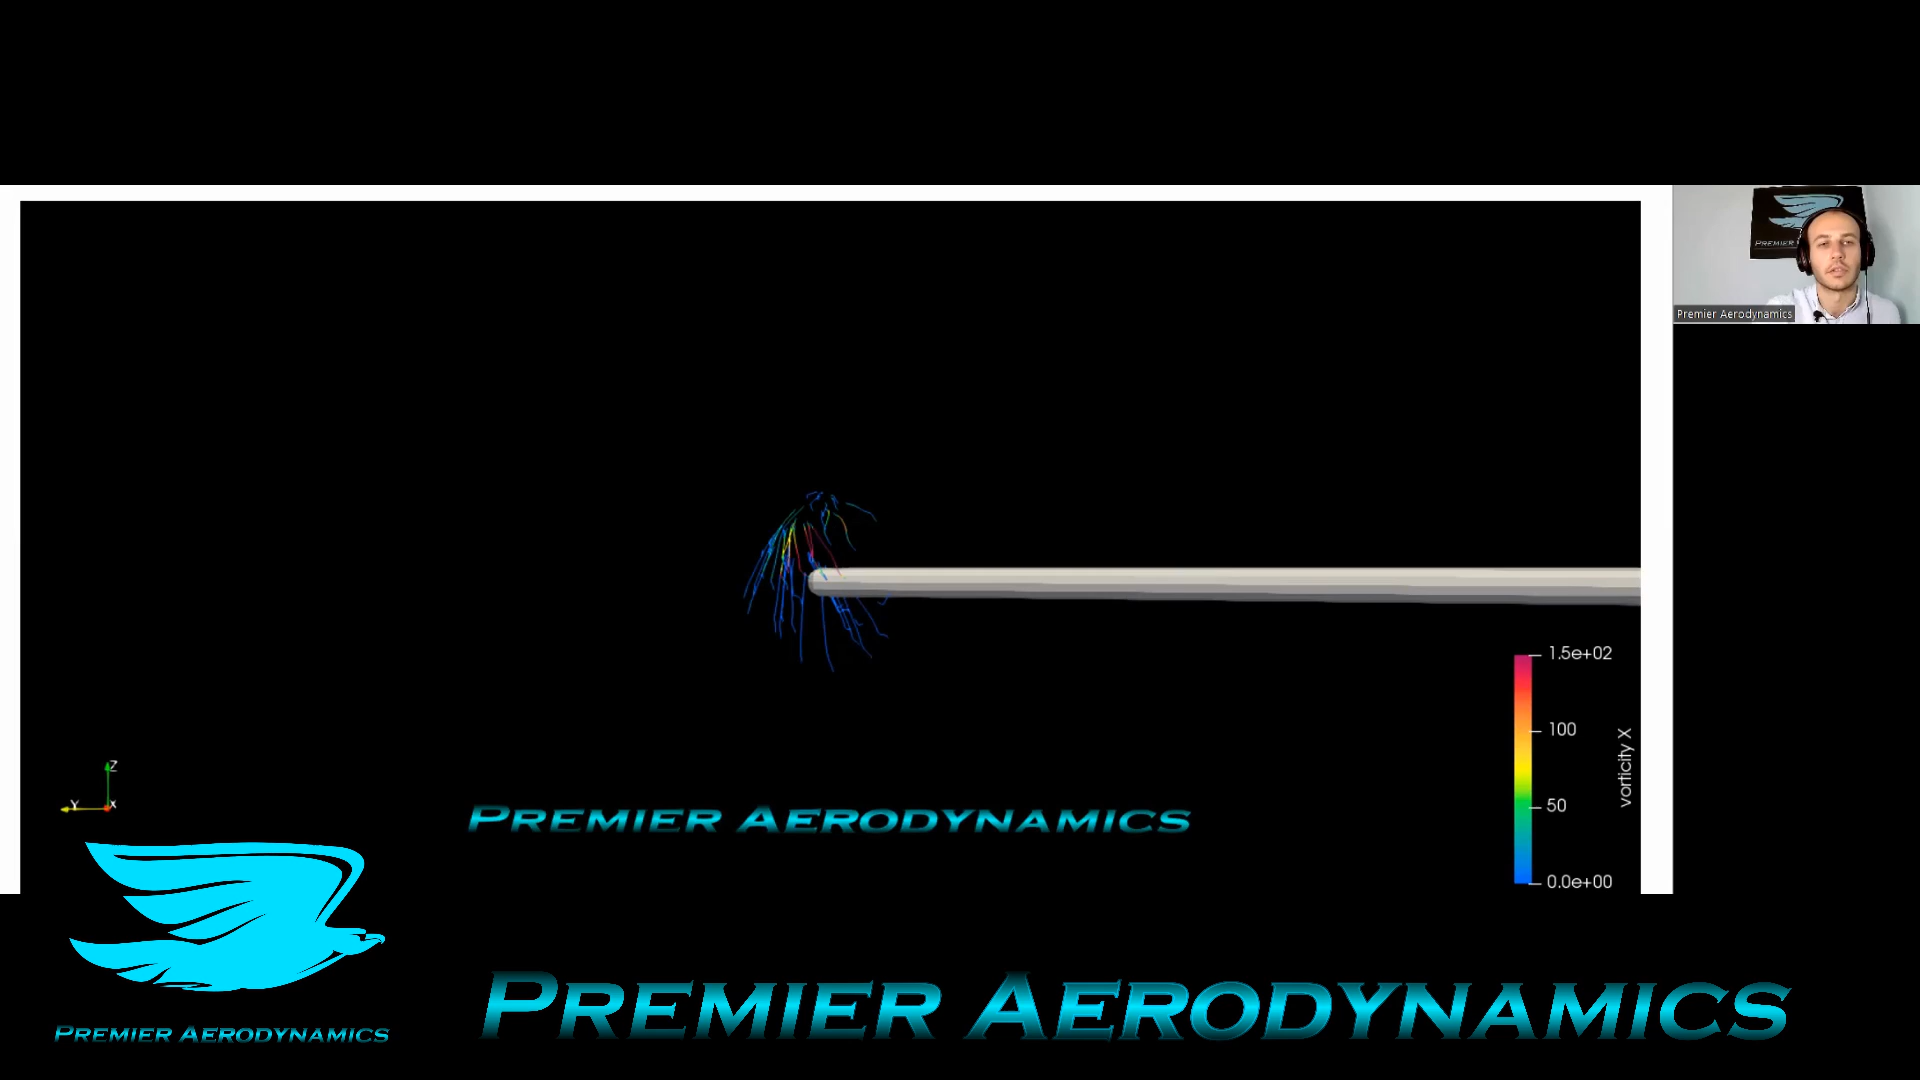 PREMIER
Premier Aerodynamics
1.5e+02
100
50
0.0e+00
vorticity X
Z
Y
X
PREMIER AERODYNAMICS
PREMIER AERODYNAMICS
PREMIER AERODYNAMICS